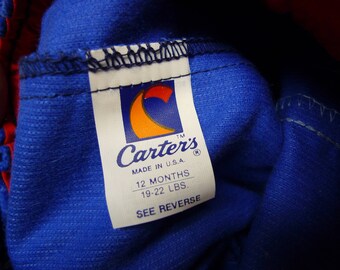 Carter's ™ ®
MADE IN U.S.A.
12 MONTHS
19-22 LBS.
SEE REVERSE